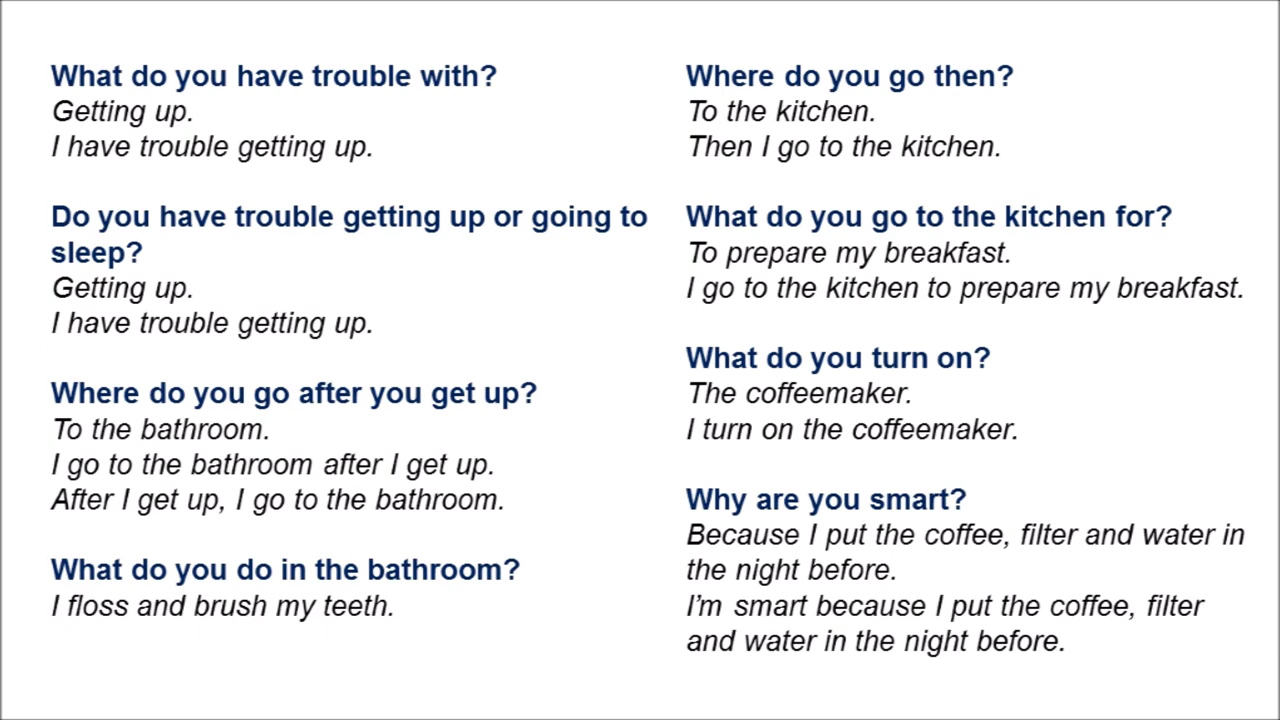 What do you have trouble with?
Getting up.
I have trouble getting up.
Do you have trouble getting up or going to
sleep?
Getting up.
I have trouble getting up.
Where do you go after you get up?
To the bathroom.
I go to the bathroom after I get up.
After I get up, I go to the bathroom.
What do you do in the bathroom?
I floss and brush my teeth.
Where do you go then?
To the kitchen.
Then I go to the kitchen.
What do you go to the kitchen for?
To prepare my breakfast.
I go to the kitchen to prepare my breakfast.
What do you turn on?
The coffeemaker.
I turn on the coffeemaker.
Why are you smart?
Because I put the coffee, filter and water in
the night before.
I’m smart because I put the coffee, filter
and water in the night before.